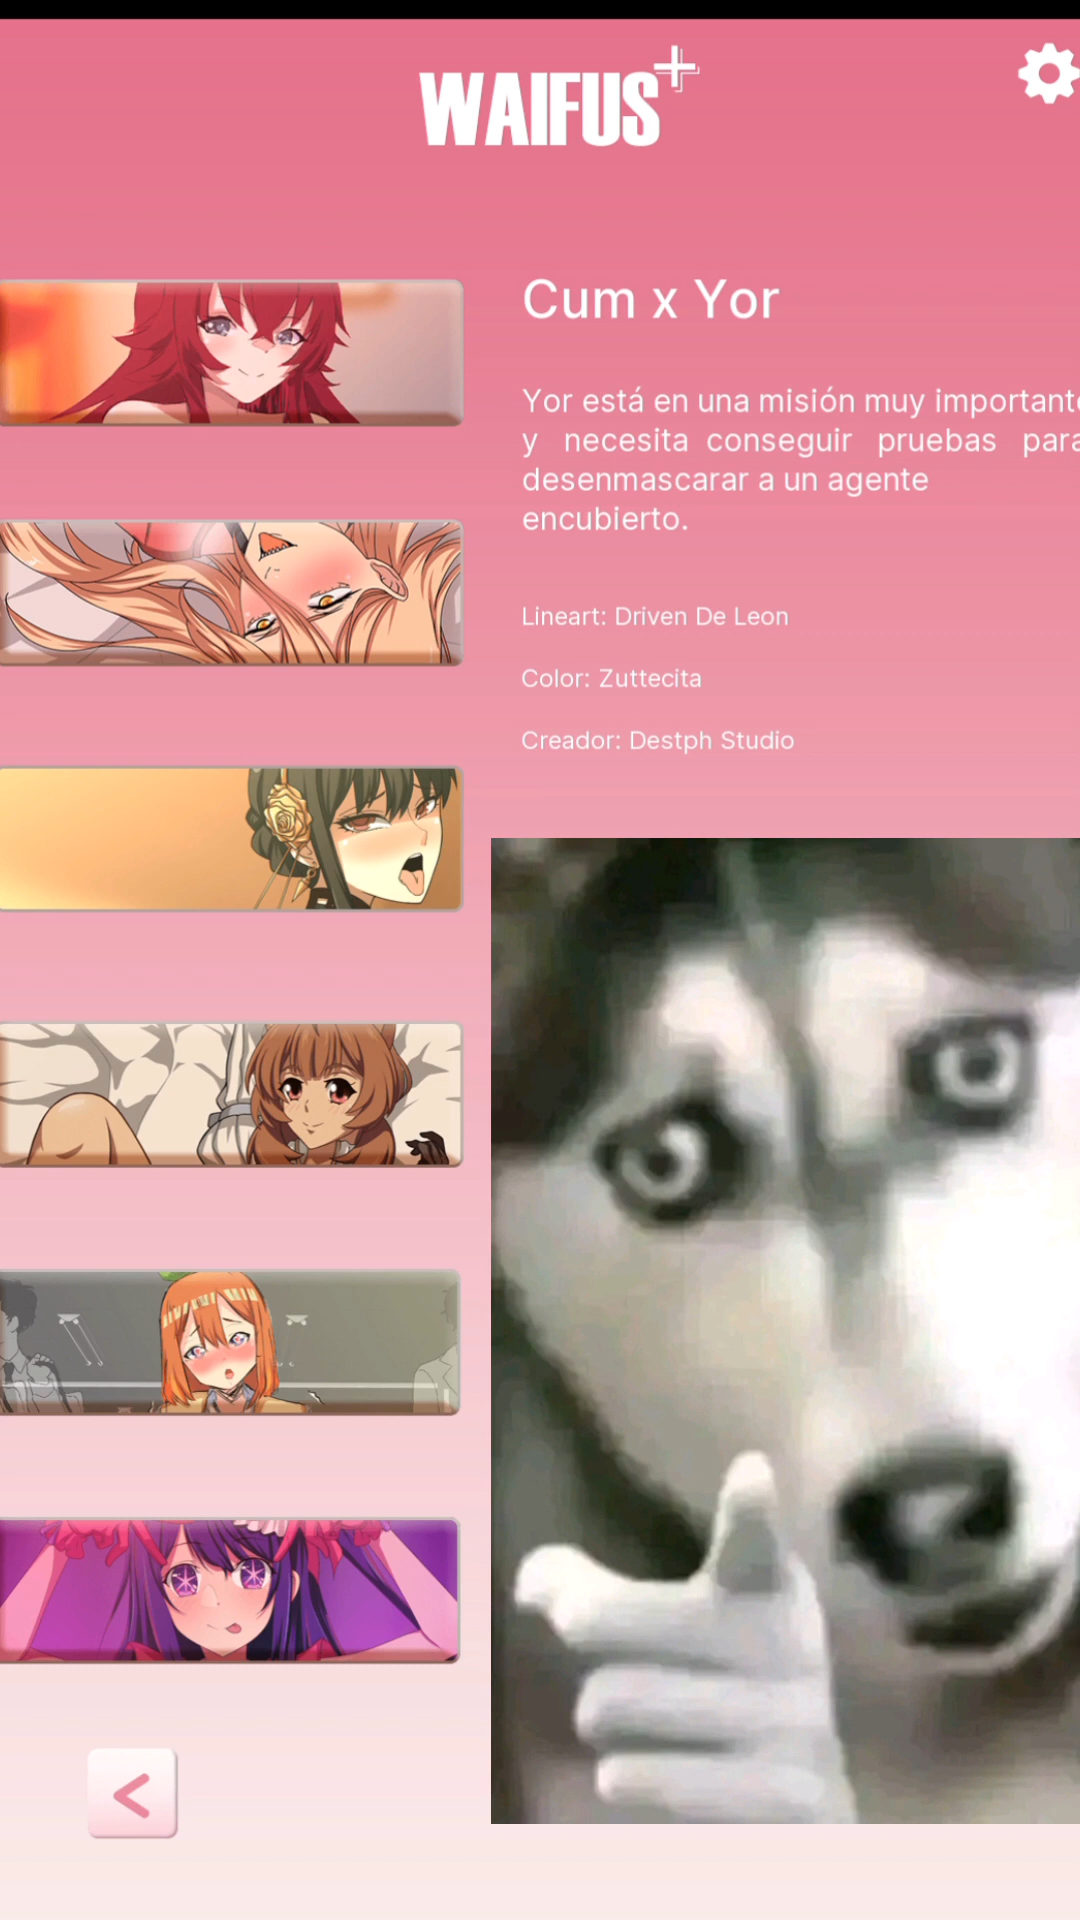 WAIFUS+
Cum x Yor
Yor está en una misión muy importante
y necesita conseguir pruebas para
desenmascarar a un agente
encubierto.
Lineart: Driven De Leon
Color: Zuttecita
Creador: Destph Studio